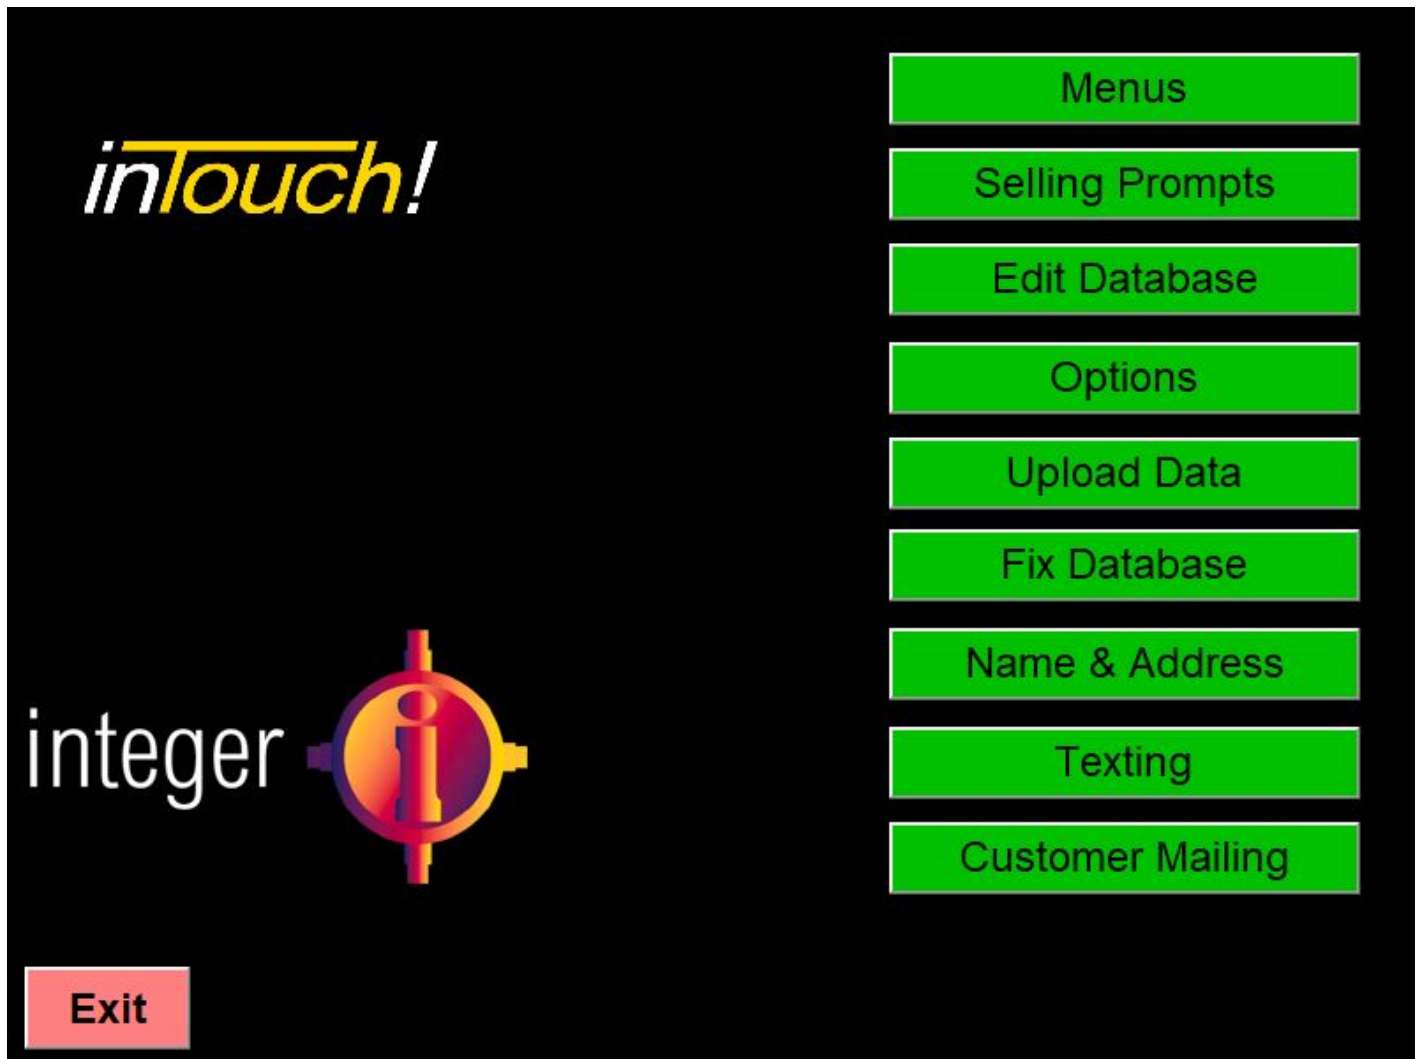 inTouch!
Menus
Selling Prompts
Edit Database
Options
Upload Data
Fix Database
Name & Address
Texting
Customer Mailing
integer i
Exit